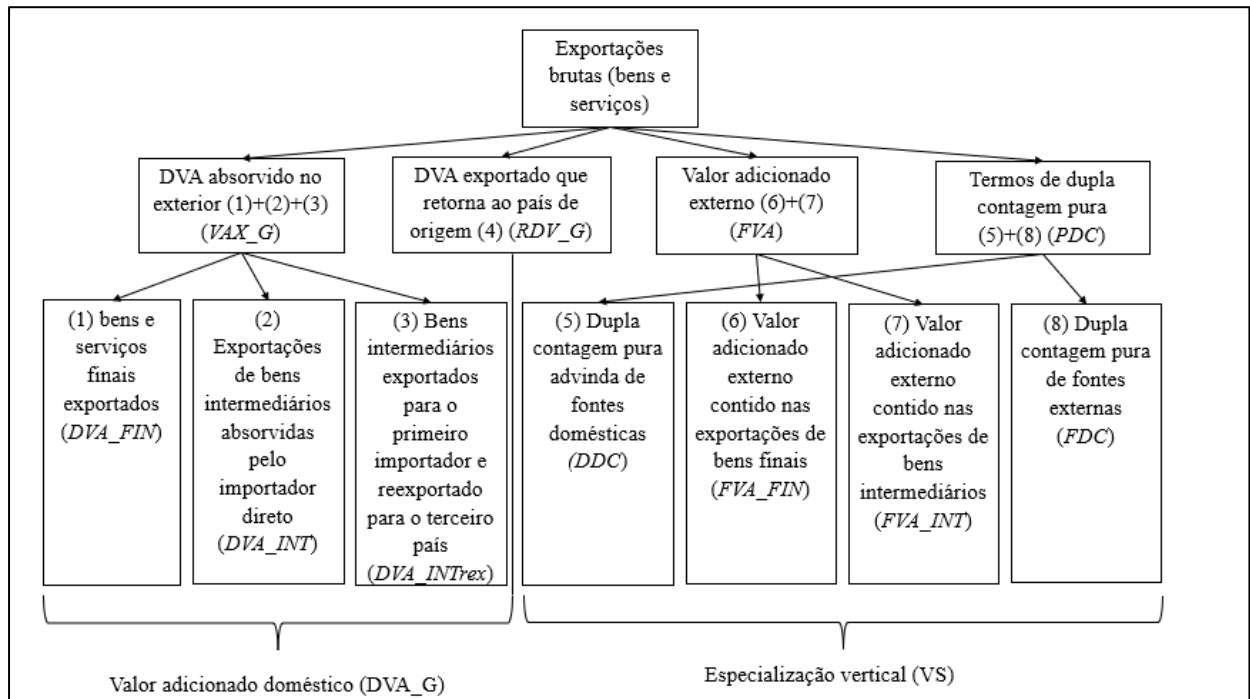 Exportações
brutas (bens e
serviços)
DVA absorvido no
exterior (1)+(2)+(3)
(VAX_G)
DVA exportado que
retorna ao país de
origem (4) (RDV_G)
Valor adicionado
externo (6)+(7)
(FVA)
Termos de dupla
contagem pura
(5)+(8) (PDC)
(1) bens e
serviços
finais
exportados
(DVA_FIN)
(2)
Exportações
de bens
intermediários
absorvidas
pelo
importador
direto
(DVA_INT)
(3) Bens
intermediários
exportados
para o
primeiro
importador e
reexportado
para o terceiro
país
(DVA_INTrex)
(5) Dupla
contagem pura
advinda de
fontes
domésticas
(DDC)
(6) Valor
adicionado
externo
contido nas
exportações de
bens finais
(FVA_FIN)
(7) Valor
adicionado
externo
contido nas
exportações de
bens
intermediários
(FVA_INT)
(8) Dupla
contagem pura
de fontes
externas
(FDC)
Valor adicionado doméstico (DVA_G)
Especialização vertical (VS)